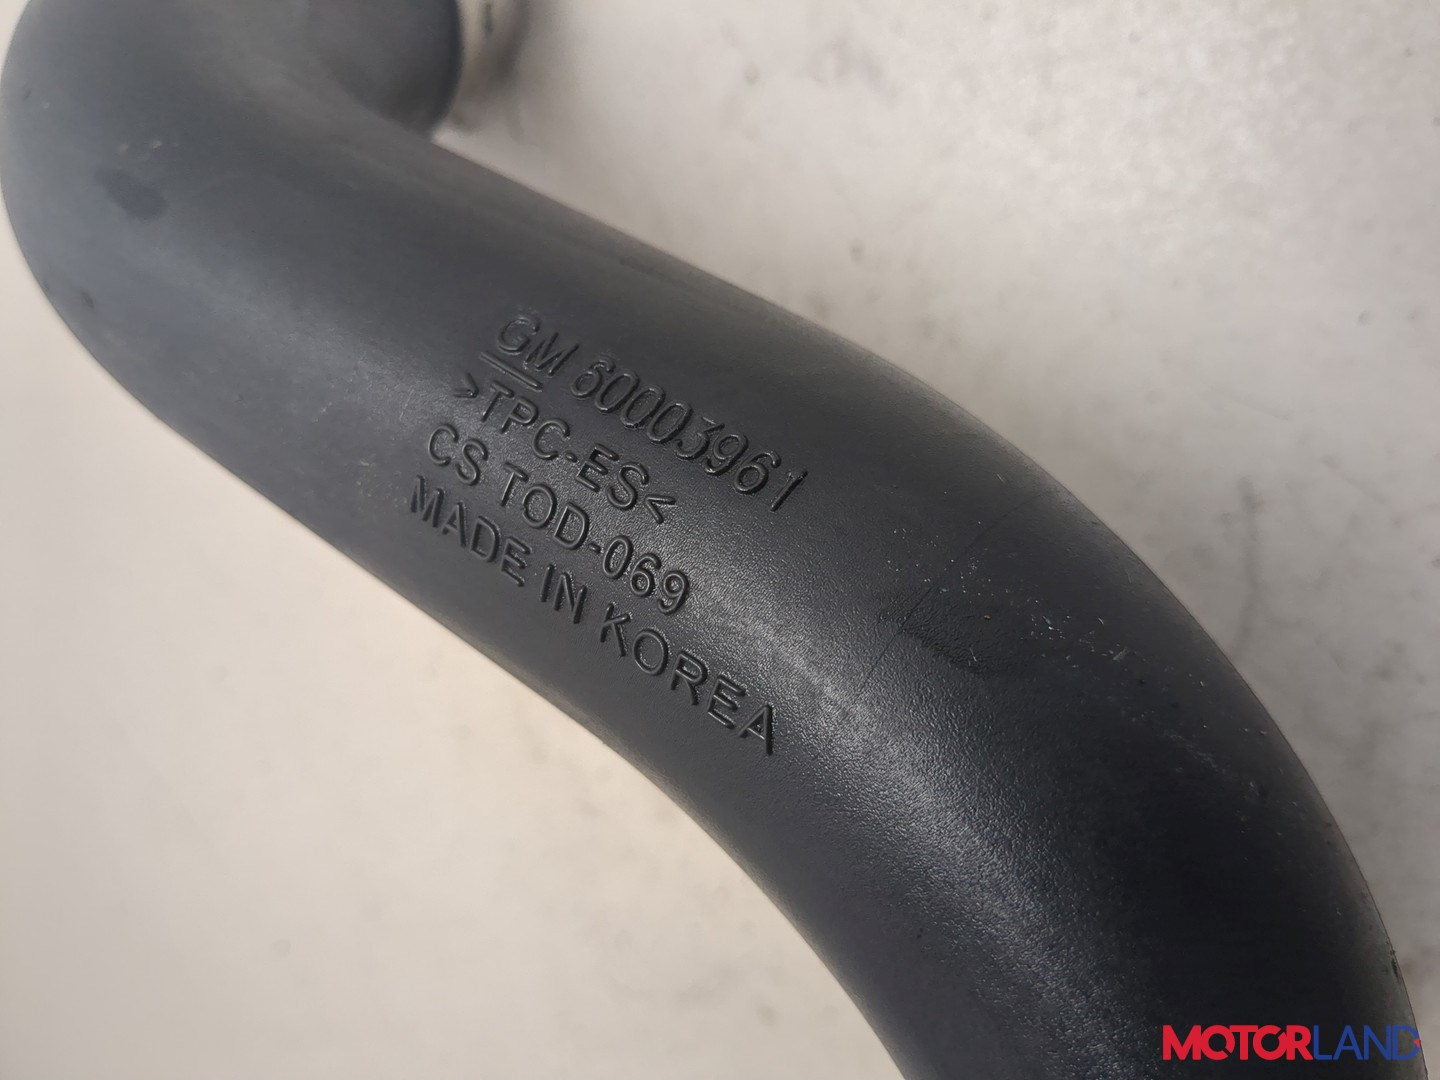 GM 60003961
>TPC-ES<
CS TOD-069
MADE IN KOREA
MOTORLAND